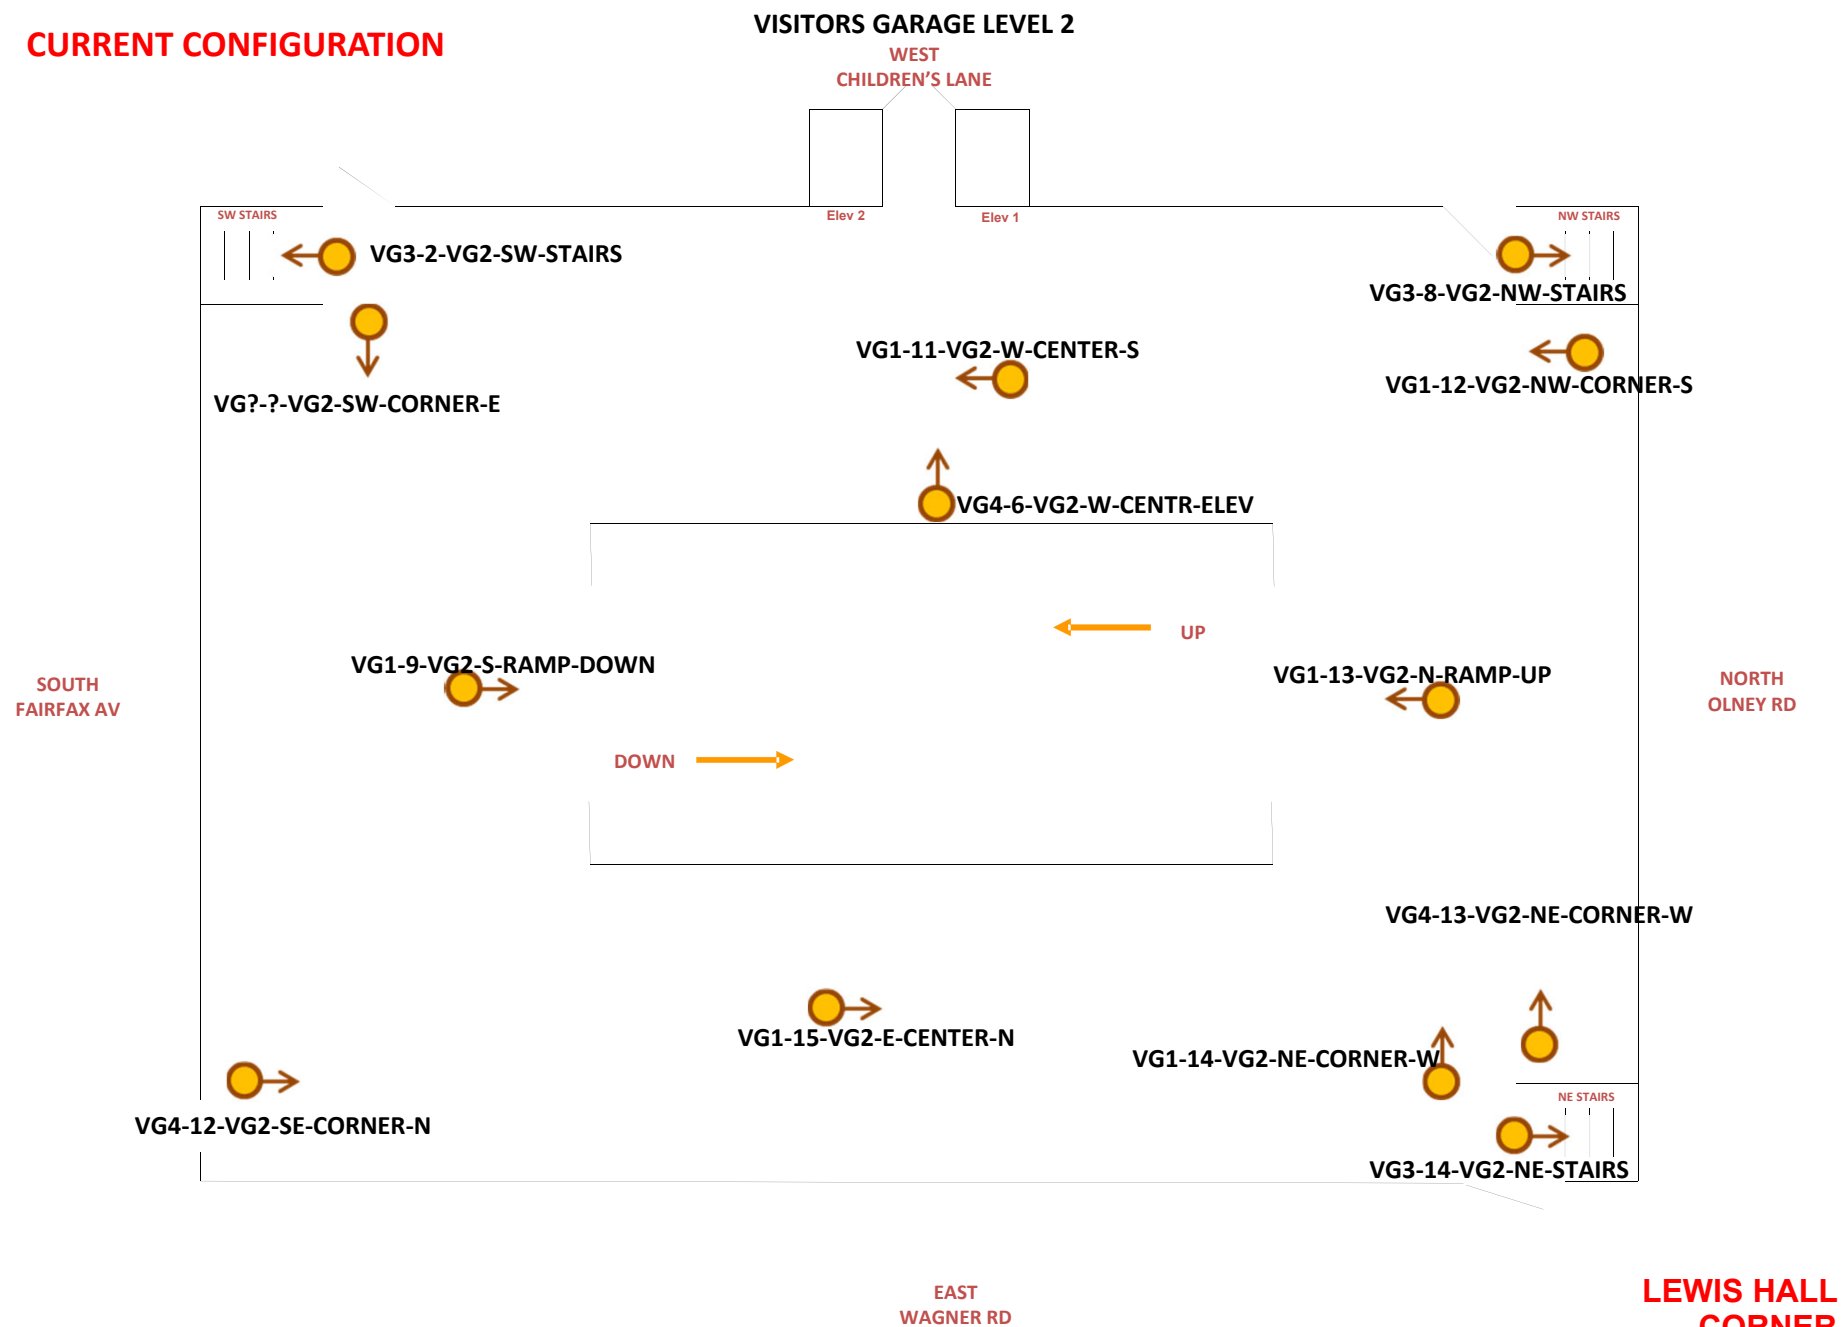 VISITORS GARAGE LEVEL 2
CURRENT CONFIGURATION
WEST
CHILDREN'S LANE
SW STAIRS
Elev 2
Elev 1
NW STAIRS
VG3-2-VG2-SW-STAIRS
VG3-8-VG2-NW-STAIRS
VG1-11-VG2-W-CENTER-S
VG1-12-VG2-NW-CORNER-S
VG?-?-VG2-SW-CORNER-E
VG4-6-VG2-W-CENTR-ELEV
UP
VG1-9-VG2-S-RAMP-DOWN
VG1-13-VG2-N-RAMP-UP
SOUTH
FAIRFAX AV
NORTH
OLNEY RD
DOWN
VG4-13-VG2-NE-CORNER-W
VG1-15-VG2-E-CENTER-N
VG1-14-VG2-NE-CORNER-W
NE STAIRS
VG4-12-VG2-SE-CORNER-N
VG3-14-VG2-NE-STAIRS
EAST
WAGNER RD
LEWIS HALL
CORNER